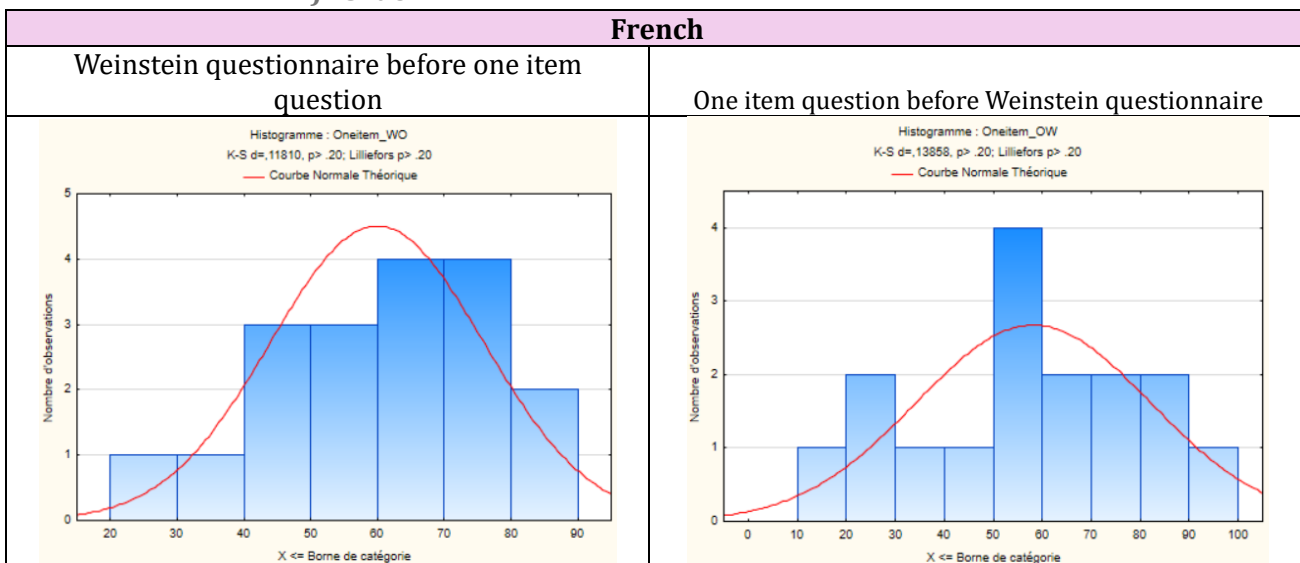 French
Weinstein questionnaire before one item
question
One item question before Weinstein questionnaire
Histogramme : Oneitem_WO
K-S d=,11810, p> .20; Lilliefors p> .20
Courbe Normale Théorique
5
4
3
2
1
0
Nombre d'observations
20 30 40 50 60 70 80 90
X <= Borne de catégorie
Histogramme : Oneitem_OW
K-S d=,13858, p> .20; Lilliefors p> .20
Courbe Normale Théorique
4
3
2
1
0
Nombre d'observations
0 10 20 30 40 50 60 70 80 90 100
X <= Borne de catégorie